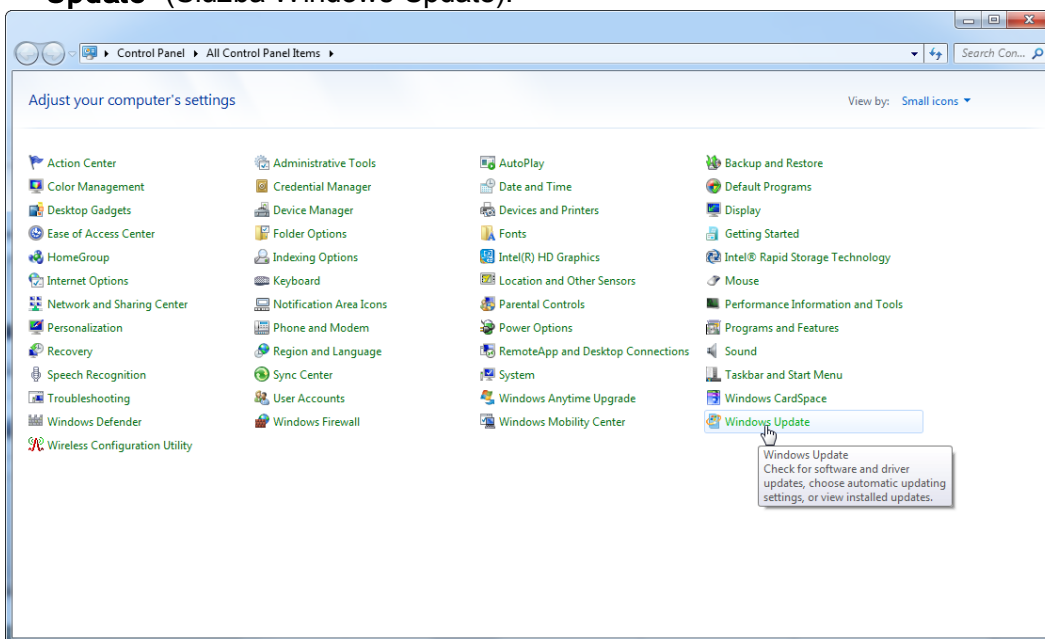 Update" (Služba Windows Update).
Control Panel All Control Panel Items Search Con...
Adjust your computer's settings View by: Small icons
Action Center Administrative Tools AutoPlay Backup and Restore
Color Management Credential Manager Date and Time Default Programs
Desktop Gadgets Device Manager Devices and Printers Display
Ease of Access Center Folder Options Fonts Getting Started
HomeGroup Indexing Options Intel(R) HD Graphics Intel® Rapid Storage Technology
Internet Options Keyboard Location and Other Sensors Mouse
Network and Sharing Center Notification Area Icons Parental Controls Performance Information and Tools
Personalization Phone and Modem Power Options Programs and Features
Recovery Region and Language RemoteApp and Desktop Connections Sound
Speech Recognition Sync Center System Taskbar and Start Menu
Troubleshooting User Accounts Windows Anytime Upgrade Windows CardSpace
Windows Defender Windows Firewall Windows Mobility Center Windows Update
Wireless Configuration Utility
Windows Update
Check for software and driver
updates, choose automatic updating
settings, or view installed updates.